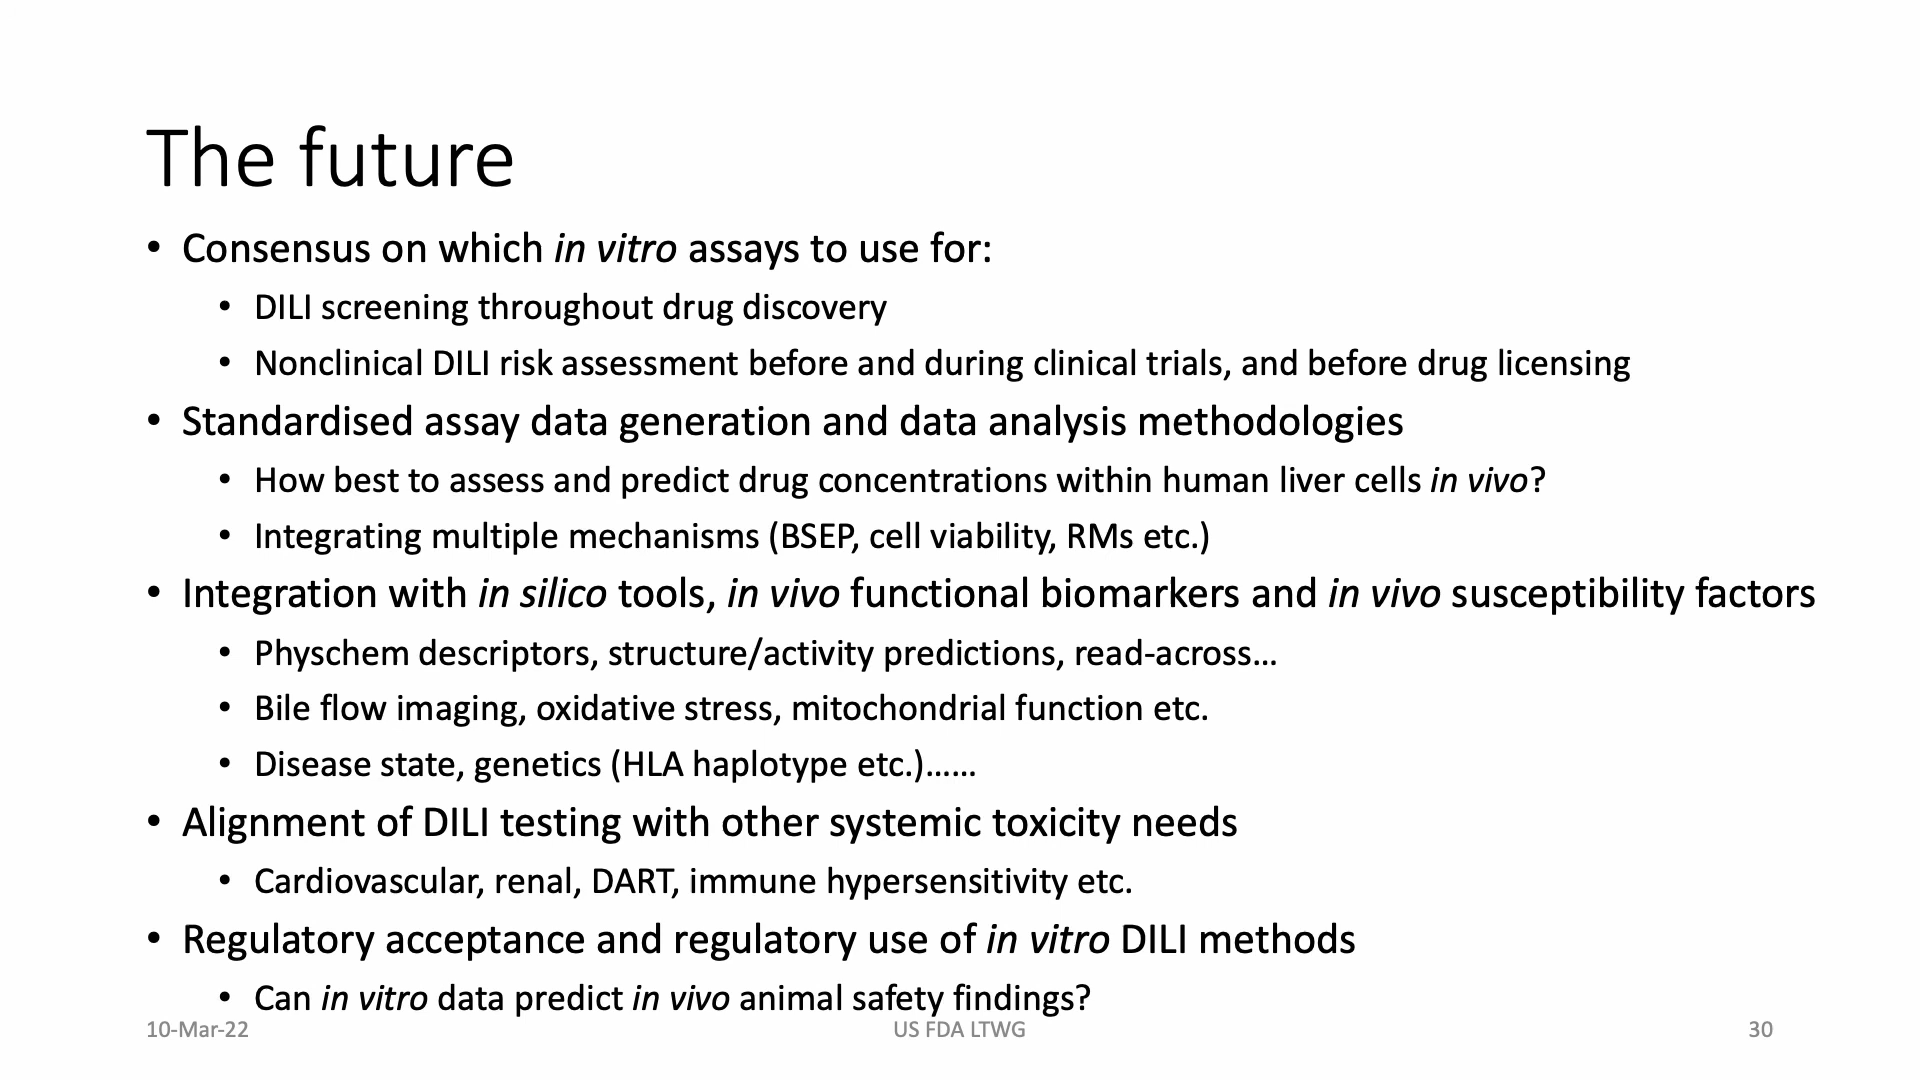 The future
• Consensus on which in vitro assays to use for:
• DILI screening throughout drug discovery
• Nonclinical DILI risk assessment before and during clinical trials, and before drug licensing
• Standardised assay data generation and data analysis methodologies
• How best to assess and predict drug concentrations within human liver cells in vivo?
• Integrating multiple mechanisms (BSEP, cell viability, RMs etc.)
• Integration with in silico tools, in vivo functional biomarkers and in vivo susceptibility factors
• Physchem descriptors, structure/activity predictions, read-across...
• Bile flow imaging, oxidative stress, mitochondrial function etc.
• Disease state, genetics (HLA haplotype etc.)......
• Alignment of DILI testing with other systemic toxicity needs
• Cardiovascular, renal, DART, immune hypersensitivity etc.
• Regulatory acceptance and regulatory use of in vitro DILI methods
• Can in vitro data predict in vivo animal safety findings?
10-Mar-22 US FDA LTWG 30